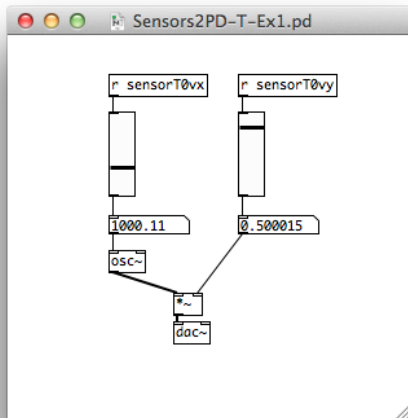 Sensors2PD-T-Ex1.pd
r sensorT0vx
r sensorT0vy
1000.11
0.500015
osc~
*~
dac~